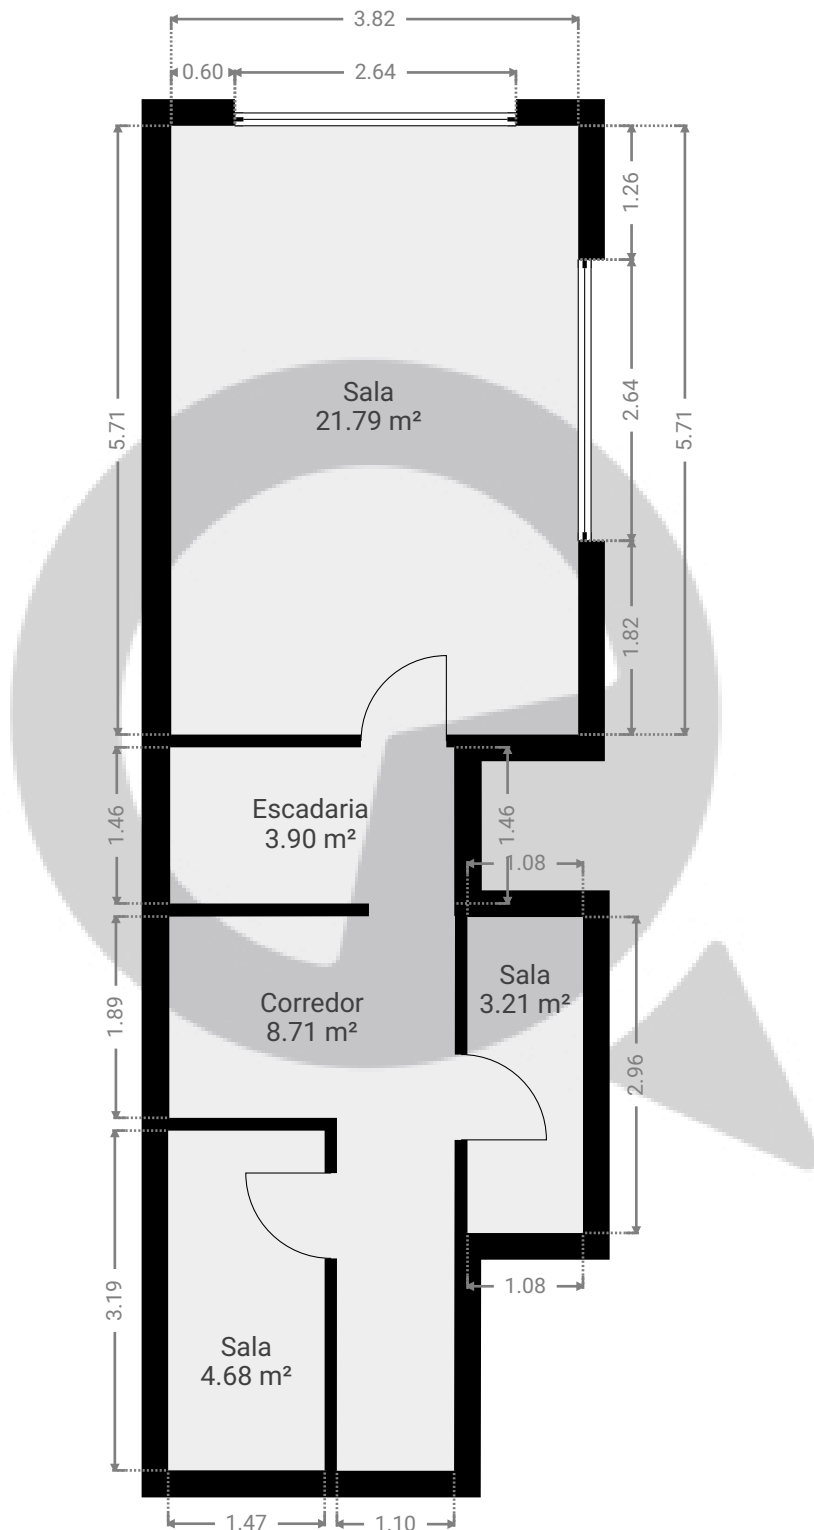 3.82
0.60
2.64
1.26
Sala
21.79 m²
5.71
2.64
5.71
1.82
Escadaria
3.90 m²
1.46
1.46
1.08
Sala
3.21 m²
Corredor
8.71 m²
1.89
2.96
3.19
1.08
Sala
4.68 m²
1.47
1.10